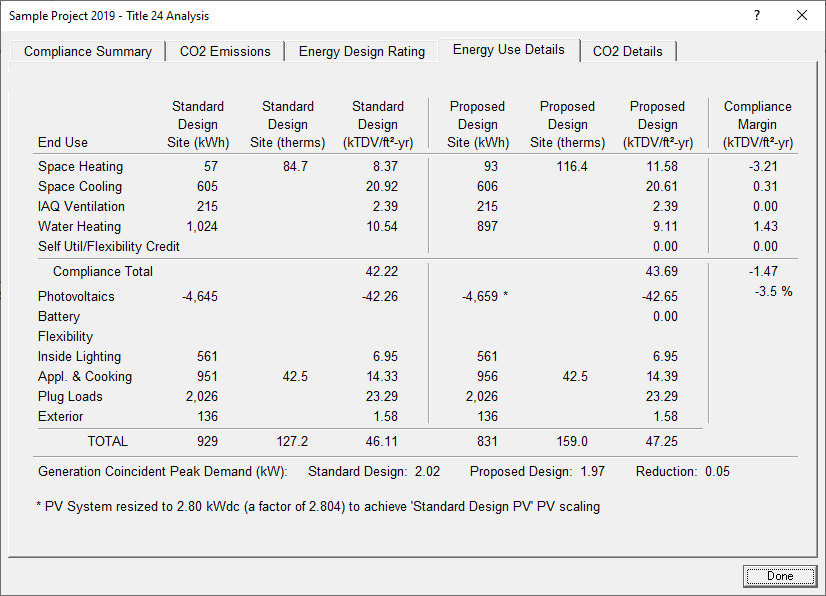 Sample Project 2019 - Title 24 Analysis
Compliance Summary CO2 Emissions Energy Design Rating Energy Use Details CO2 Details
Standard Standard Standard Proposed Proposed Proposed Compliance
Design Design Design Design Design Design Margin
End Use Site (kWh) Site (therms) (kTDV/ft²-yr) Site (kWh) Site (therms) (kTDV/ft²-yr) (kTDV/ft²-yr)
Space Heating 57 84.7 8.37 93 116.4 11.58 -3.21
Space Cooling 605 20.92 606 20.61 0.31
IAQ Ventilation 215 2.39 215 2.39 0.00
Water Heating 1,024 10.54 897 9.11 1.43
Self Util/Flexibility Credit 0.00 0.00
Compliance Total 42.22 43.69 -1.47
Photovoltaics -4,645 -42.26 -4,659 * -42.65 -3.5 %
Battery 0.00
Flexibility
Inside Lighting 561 6.95 561 6.95
Appl. & Cooking 951 42.5 14.33 956 42.5 14.39
Plug Loads 2,026 23.29 2,026 23.29
Exterior 136 1.58 136 1.58
TOTAL 929 127.2 46.11 831 159.0 47.25
Generation Coincident Peak Demand (kW): Standard Design: 2.02 Proposed Design: 1.97 Reduction: 0.05
* PV System resized to 2.80 kWdc (a factor of 2.804) to achieve 'Standard Design PV' PV scaling
Done